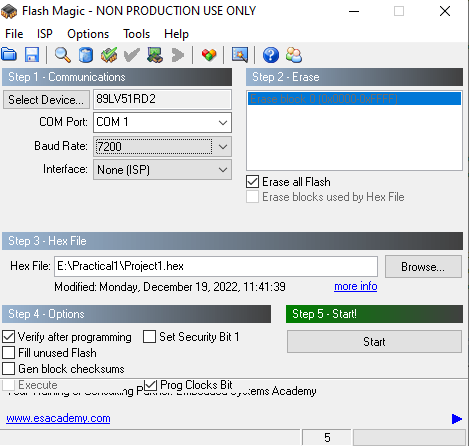 Flash Magic - NON PRODUCTION USE ONLY
File ISP Options Tools Help
Step 1 - Communications
Select Device... 89LV51RD2
COM Port: COM 1
Baud Rate: 7200
Interface: None (ISP)
Step 2 - Erase
Erase block 0 (0x0000-0xFFFF)
Erase all Flash
Erase blocks used by Hex File
Step 3 - Hex File
Hex File: E:\Practical1\Project1.hex Browse...
Modified: Monday, December 19, 2022, 11:41:39 more info
Step 4 - Options
Verify after programming Set Security Bit 1
Fill unused Flash
Gen block checksums
Execute Prog Clocks Bit
Step 5 - Start!
Start
Your Training or Consulting Partner: Embedded Systems Academy
www.esacademy.com
5